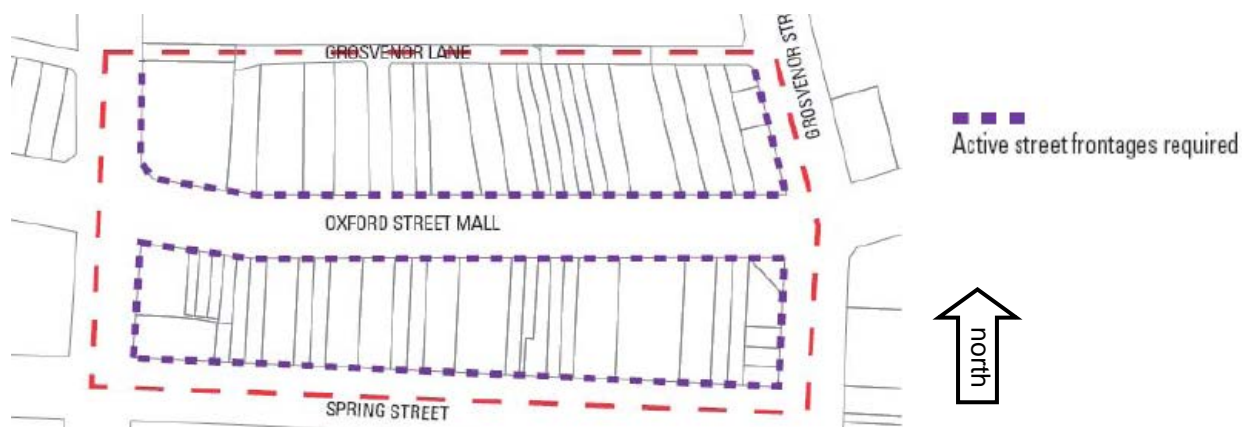 GROSVENOR LANE
GROSVENOR STR
Active street frontages required
OXFORD STREET MALL
north
SPRING STREET